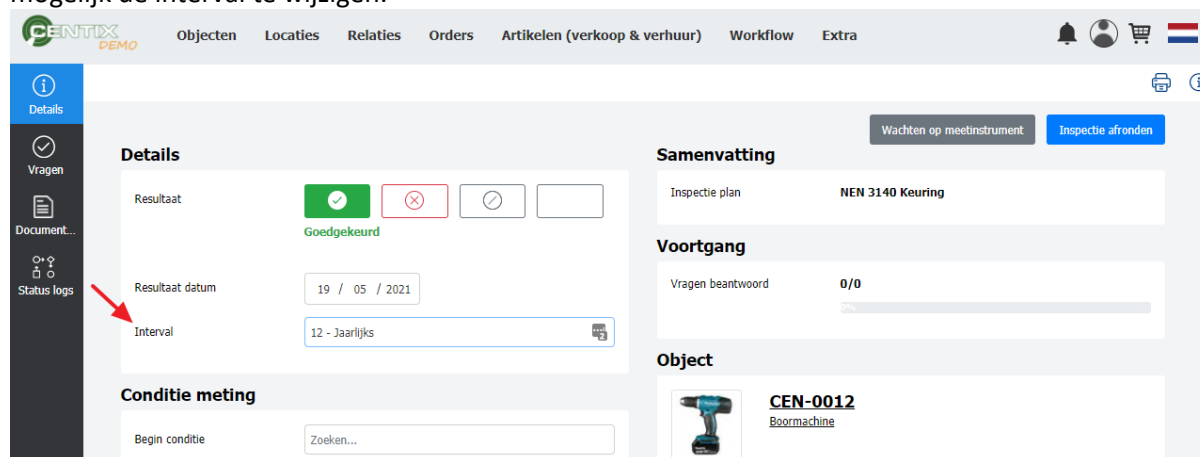 mogelijk de interval te wijzigen.
CENTIX
DEMO
Objecten Locaties Relaties Orders Artikelen (verkoop & verhuur) Workflow Extra
Details
Vragen
Document...
Status logs
Wachten op meetinstrument Inspectie afronden
Details
Resultaat
Goedgekeurd
Resultaat datum 19 / 05 / 2021
Interval 12 - Jaarlijks
Conditie meting
Begin conditie Zoeken...
Samenvatting
Inspectie plan NEN 3140 Keuring
Voortgang
Vragen beantwoord 0/0
0%
Object
CEN-0012
Boormachine